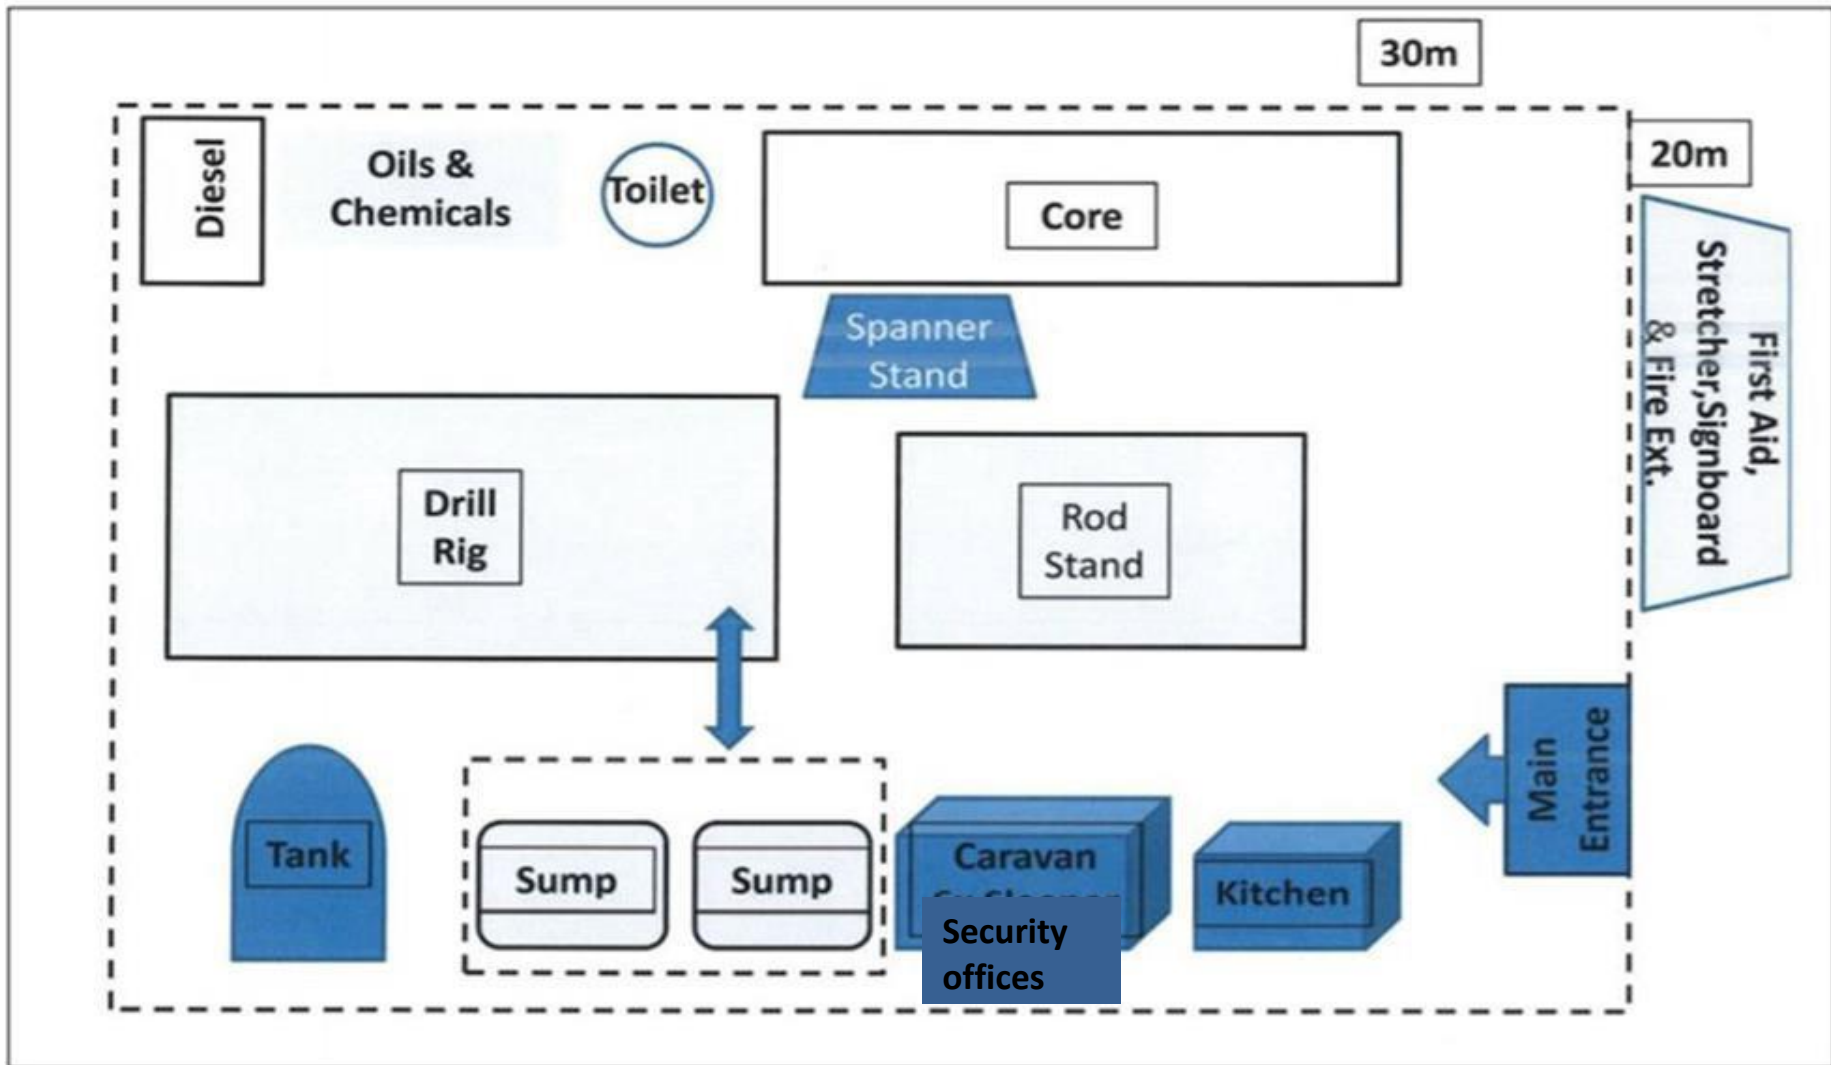 30m
20m
Diesel
Oils &
Chemicals
Toilet
Core
Spanner
Stand
First Aid,
Stretcher,Signboard
& Fire Ext.
Drill
Rig
Rod
Stand
Main
Entrance
Tank
Sump
Sump
Caravan
Security
offices
Kitchen